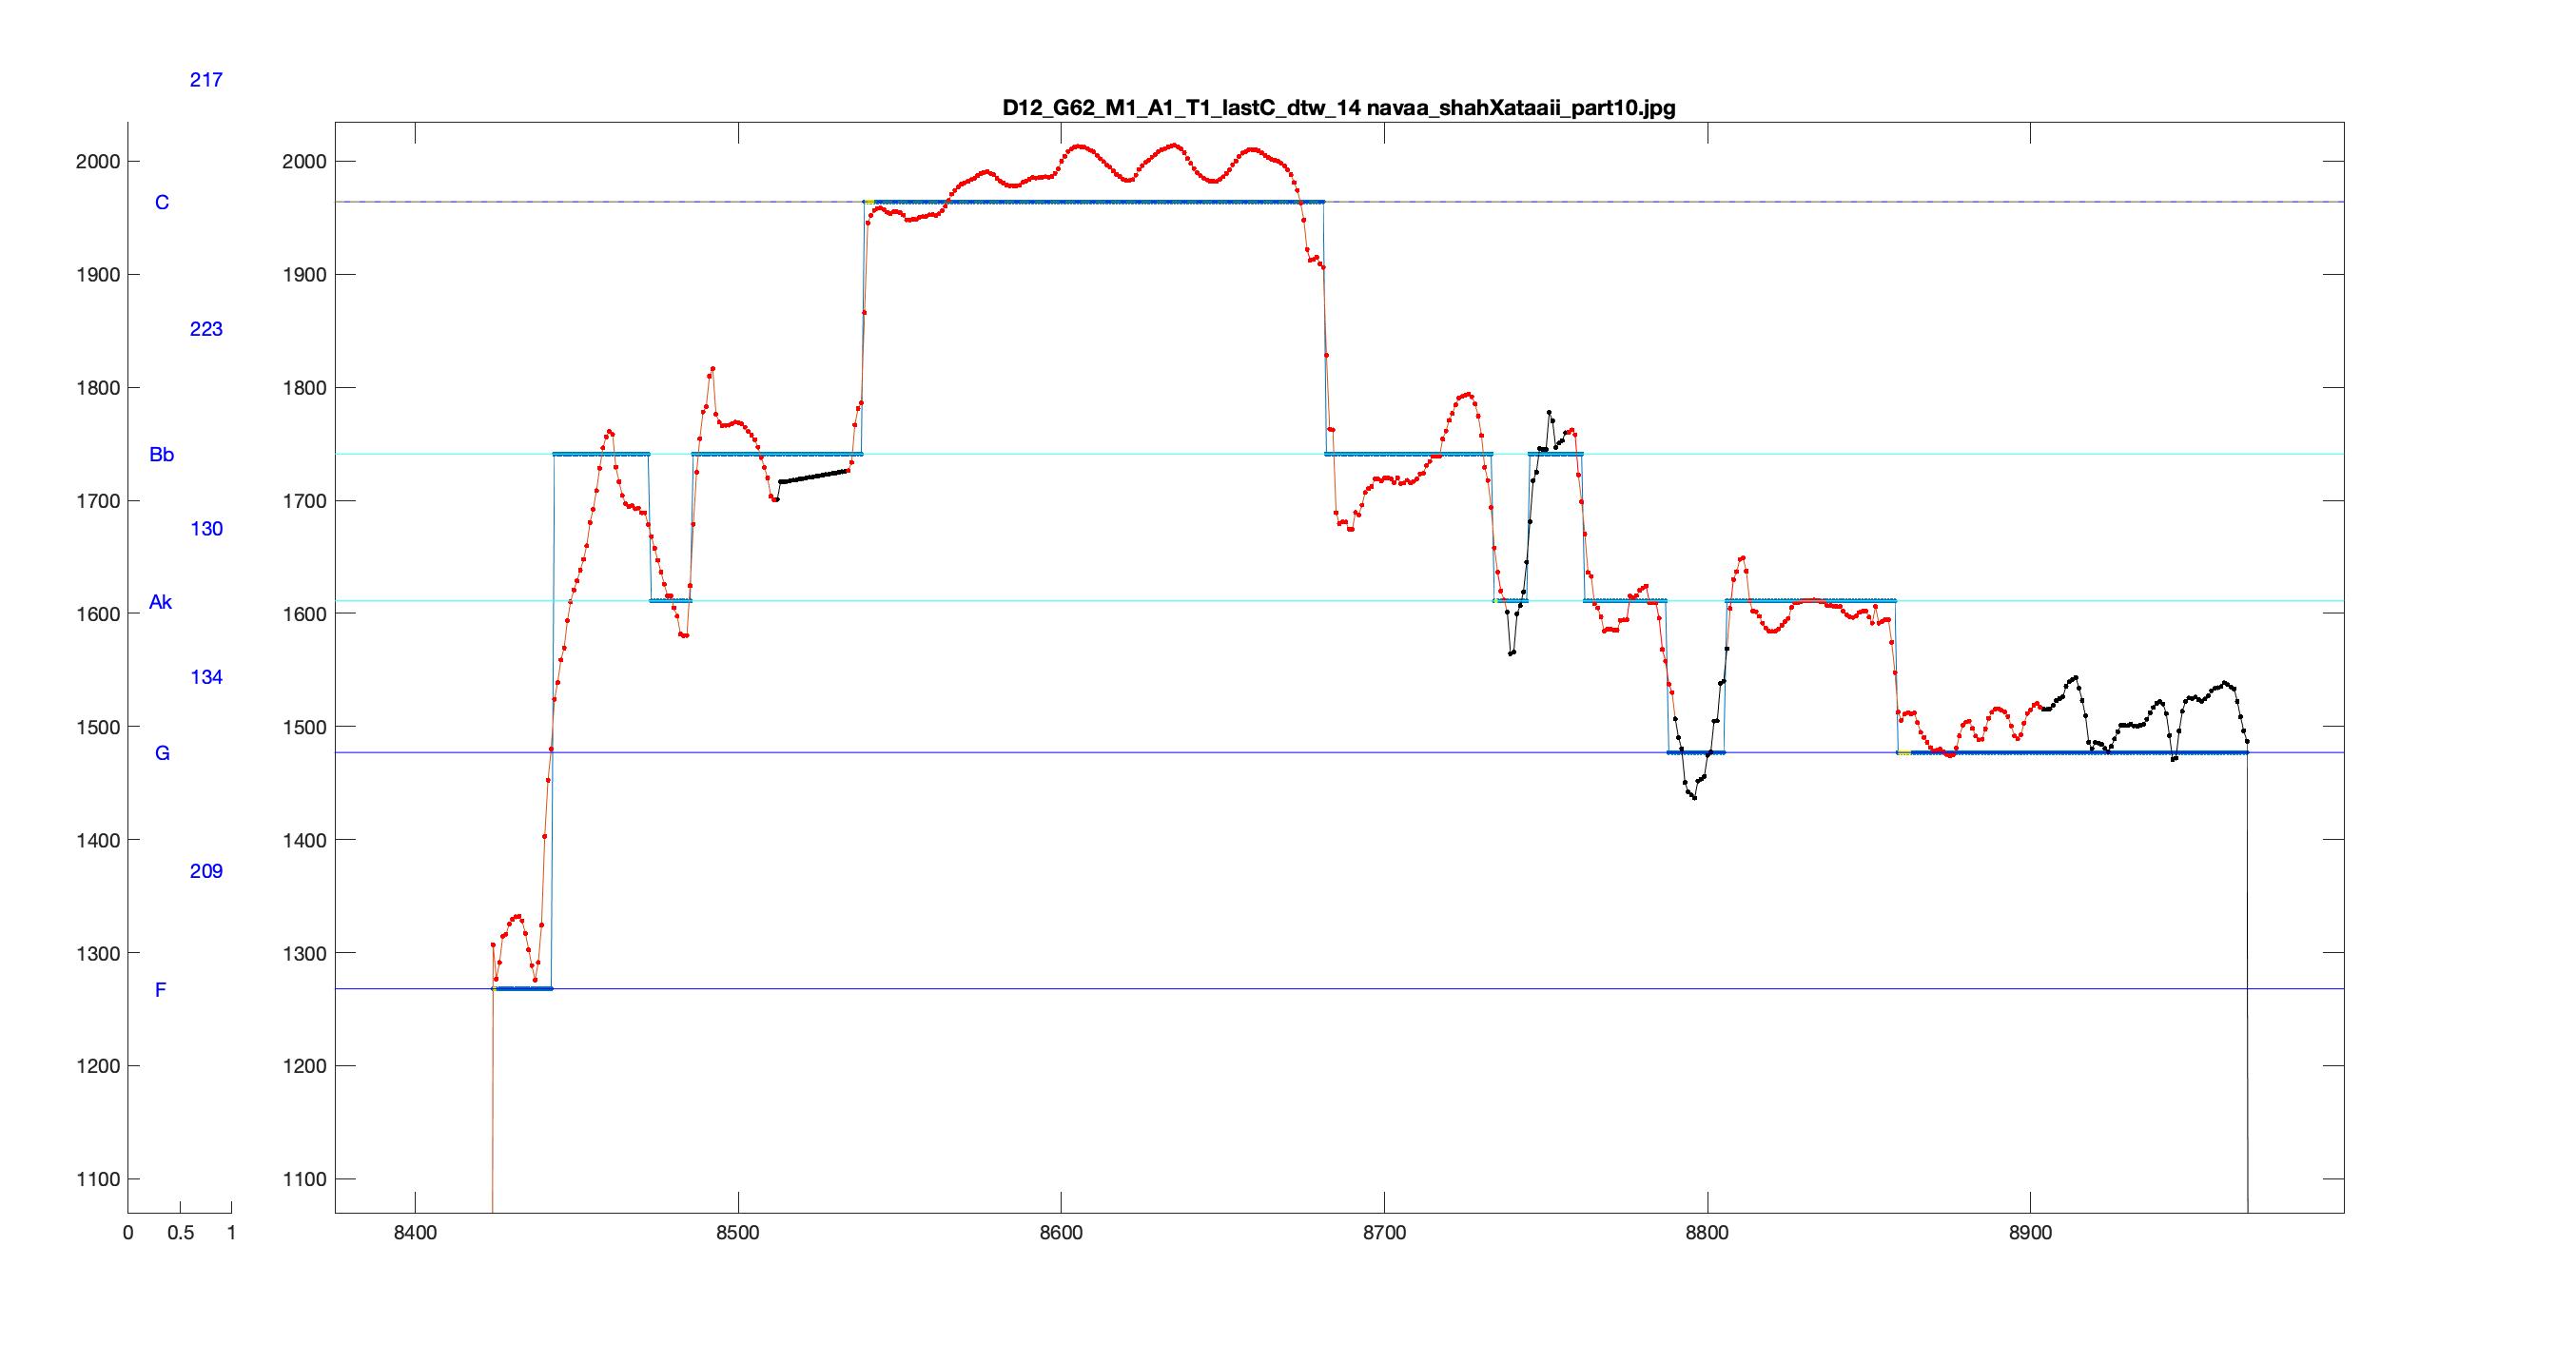 217
D12_G62_M1_A1_T1_lastC_dtw_14 navaa_shahXataaii_part10.jpg
2000 2000
C
1900 1900
223
1800 1800
Bb
1700 1700
130
Ak
1600 1600
134
1500 1500
G
1400 1400
209
1300 1300
F
1200 1200
1100 1100
0 0.5 1 8400 8500 8600 8700 8800 8900